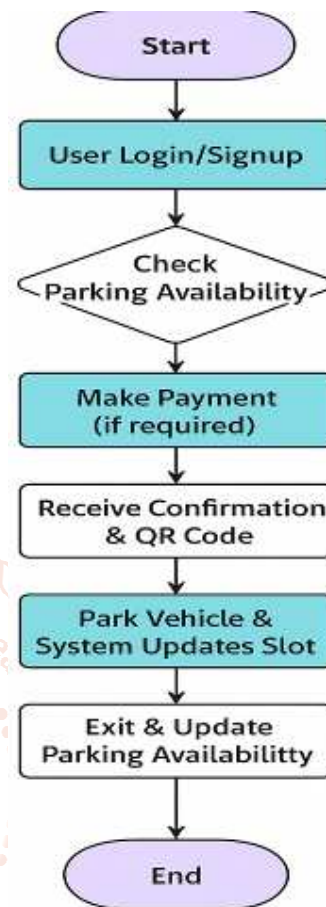 Start
User Login/Signup
Check
Parking Availability
Make Payment
(if required)
Receive Confirmation
& QR Code
Park Vehicle &
System Updates Slot
Exit & Update
Parking Availabilitty
End